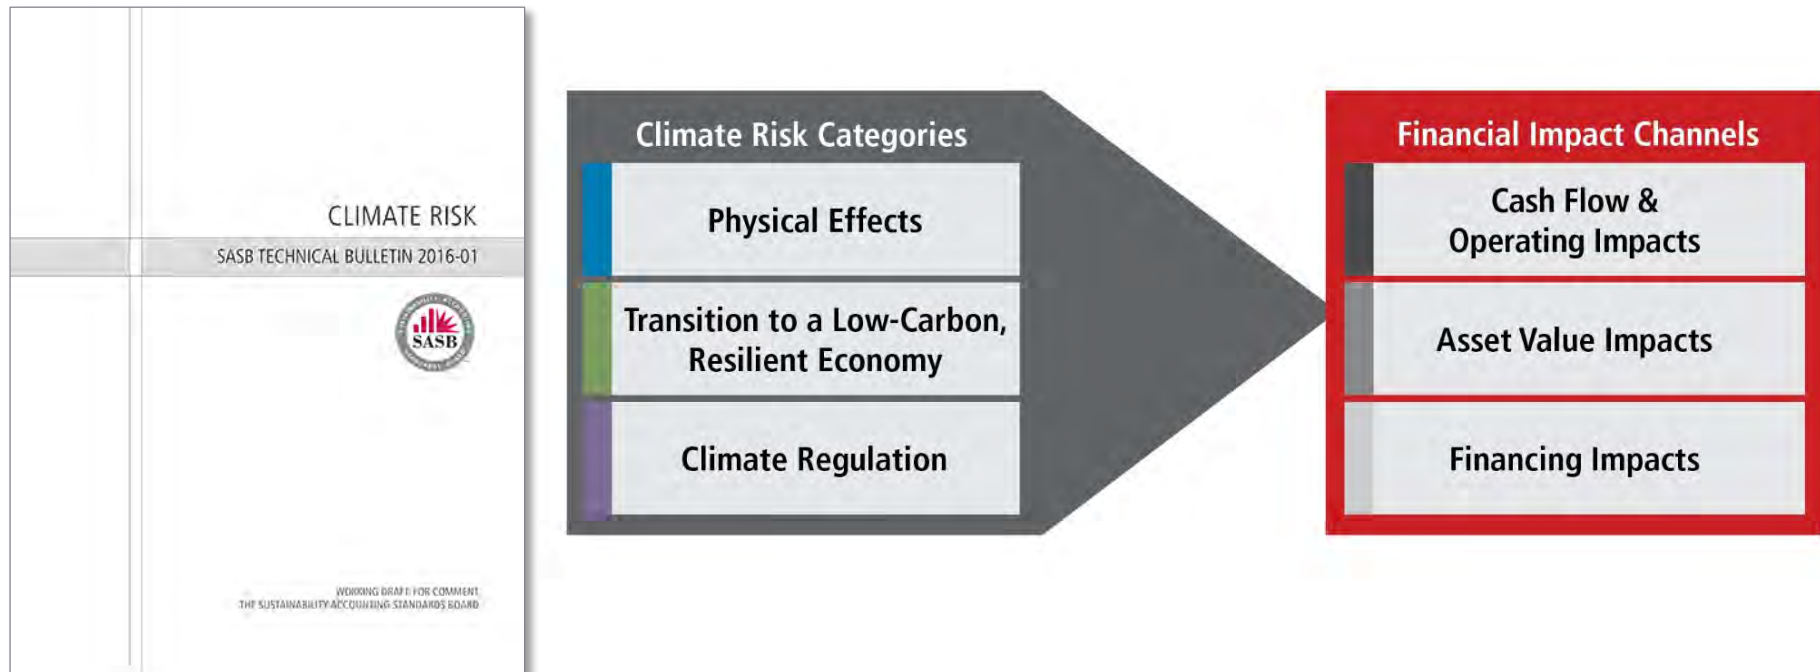 CLIMATE RISK
SASB TECHNICAL BULLETIN 2016-01
SASB
WORKING DRAFT FOR COMMENT
THE SUSTAINABILITY ACCOUNTING STANDARDS BOARD
Climate Risk Categories
Physical Effects
Transition to a Low-Carbon,
Resilient Economy
Climate Regulation
Financial Impact Channels
Cash Flow &
Operating Impacts
Asset Value Impacts
Financing Impacts